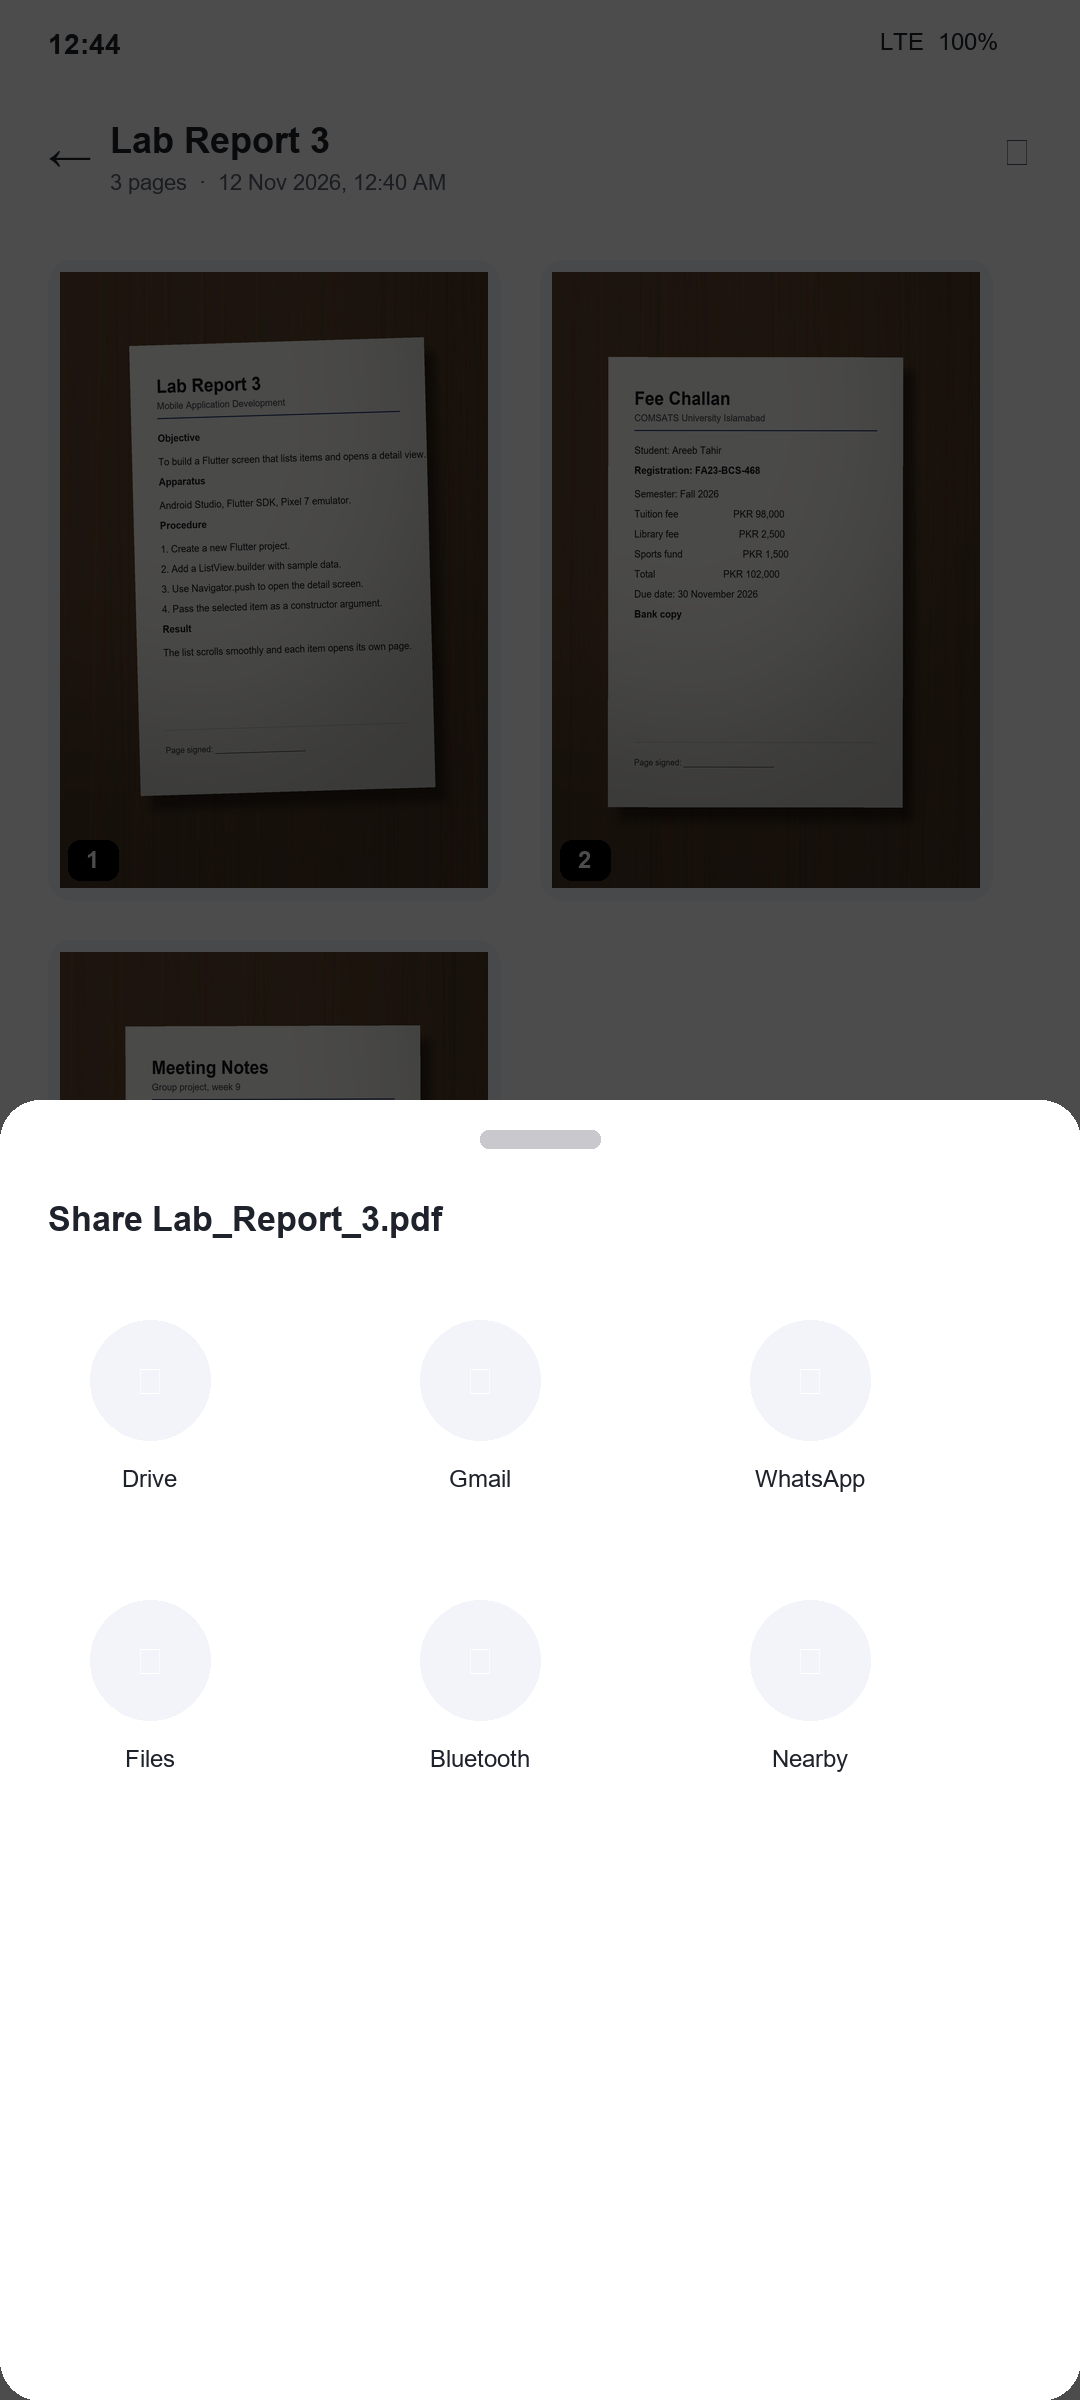 12:44
LTE 100%
Lab Report 3
3 pages · 12 Nov 2026, 12:40 AM
Lab Report 3
Mobile Application Development
Objective
To build a Flutter screen that lists items and opens a detail view.
Apparatus
Android Studio, Flutter SDK, Pixel 7 emulator.
Procedure
1. Create a new Flutter project.
2. Add a ListView.builder with sample data.
3. Use Navigator.push to open the detail screen.
4. Pass the selected item as a constructor argument.
Result
The list scrolls smoothly and each item opens its own page.
Page signed:
1
Fee Challan
COMSATS University Islamabad
Student: Areeb Tahir
Registration: FA23-BCS-468
Semester: Fall 2026
Tuition fee PKR 98,000
Library fee PKR 2,500
Sports fund PKR 1,500
Total PKR 102,000
Due date: 30 November 2026
Bank copy
Page signed:
2
Meeting Notes
Group project, week 9
Share Lab_Report_3.pdf
Drive
Gmail
WhatsApp
Files
Bluetooth
Nearby